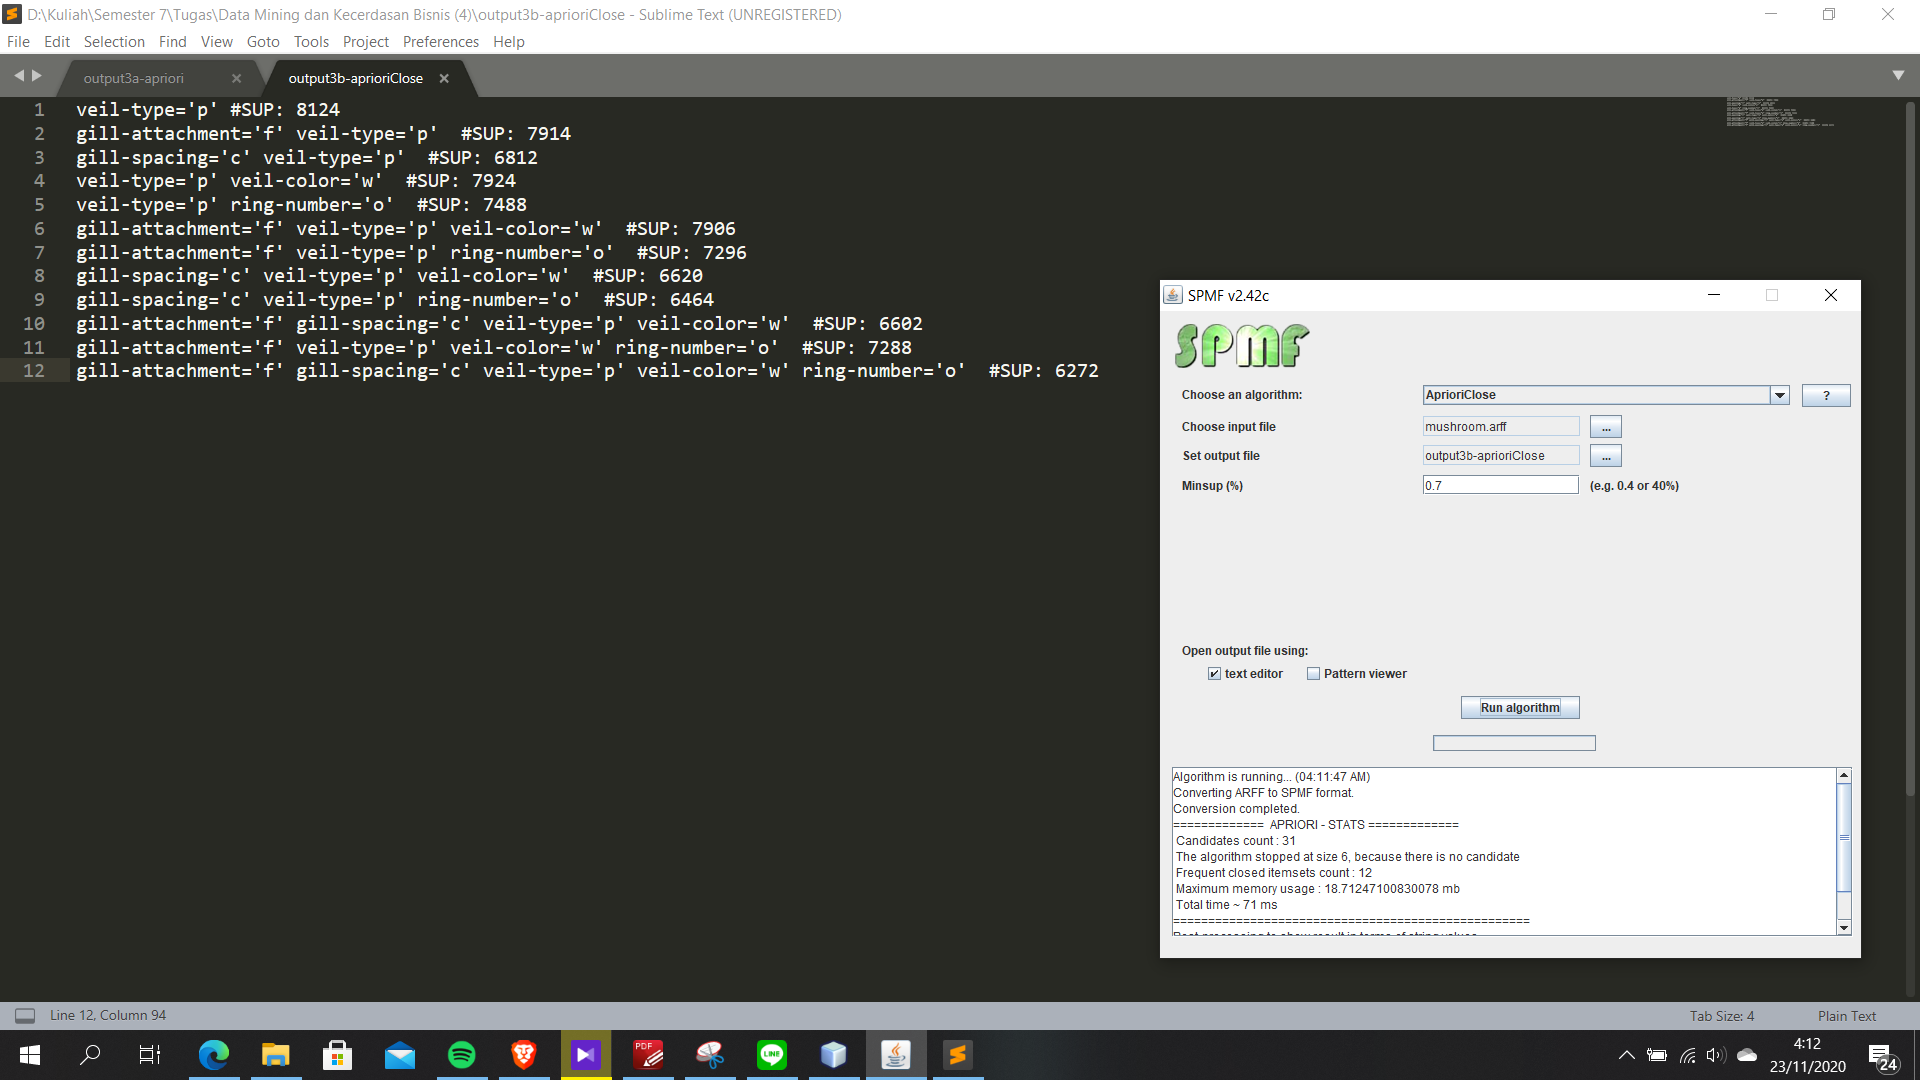 D:\Kuliah\Semester 7\Tugas\Data Mining dan Kecerdasan Bisnis (4)\output3b-aprioriClose - Sublime Text (UNREGISTERED)
File Edit Selection Find View Goto Tools Project Preferences Help
output3a-apriori
output3b-aprioriClose
1 veil-type='p' #SUP: 8124
2 gill-attachment='f' veil-type='p'  #SUP: 7914
3 gill-spacing='c' veil-type='p'  #SUP: 6812
4 veil-type='p' veil-color='w'  #SUP: 7924
5 veil-type='p' ring-number='o'  #SUP: 7488
6 gill-attachment='f' veil-type='p' veil-color='w'  #SUP: 7906
7 gill-attachment='f' veil-type='p' ring-number='o'  #SUP: 7296
8 gill-spacing='c' veil-type='p' veil-color='w'  #SUP: 6620
9 gill-spacing='c' veil-type='p' ring-number='o'  #SUP: 6464
10 gill-attachment='f' gill-spacing='c' veil-type='p' veil-color='w'  #SUP: 6602
11 gill-attachment='f' veil-type='p' veil-color='w' ring-number='o'  #SUP: 7288
12 gill-attachment='f' gill-spacing='c' veil-type='p' veil-color='w' ring-number='o'  #SUP: 6272
SPMF v2.42c
SPMF
Choose an algorithm: AprioriClose ?
Choose input file mushroom.arff ...
Set output file output3b-aprioriClose ...
Minsup (%) 0.7 (e.g. 0.4 or 40%)
Open output file using:
text editor Pattern viewer
Run algorithm
Algorithm is running... (04:11:47 AM)
Converting ARFF to SPMF format.
Conversion completed.
============= APRIORI - STATS =============
Candidates count : 31
The algorithm stopped at size 6, because there is no candidate
Frequent closed itemsets count : 12
Maximum memory usage : 18.71247100830078 mb
Total time ~ 71 ms
===================================================
Line 12, Column 94
Tab Size: 4
Plain Text
PDF
LINE
4:12
23/11/2020
24